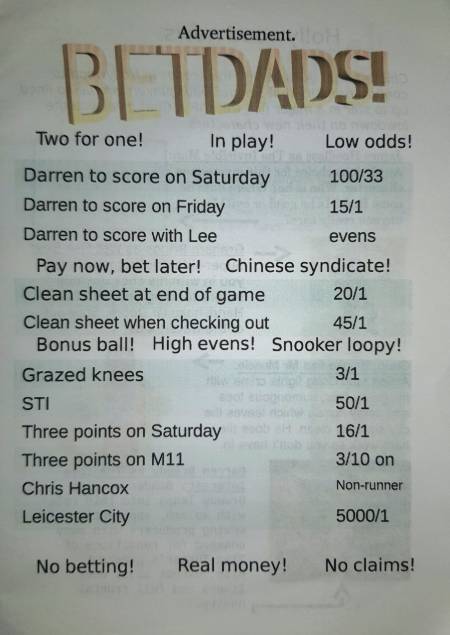 Advertisement.
BETDADS!
Two for one! In play! Low odds!
Darren to score on Saturday 100/33
Darren to score on Friday 15/1
Darren to score with Lee evens
Pay now, bet later! Chinese syndicate!
Clean sheet at end of game 20/1
Clean sheet when checking out 45/1
Bonus ball! High evens! Snooker loopy!
Grazed knees 3/1
STI 50/1
Three points on Saturday 16/1
Three points on M11 3/10 on
Chris Hancox Non-runner
Leicester City 5000/1
No betting! Real money! No claims!